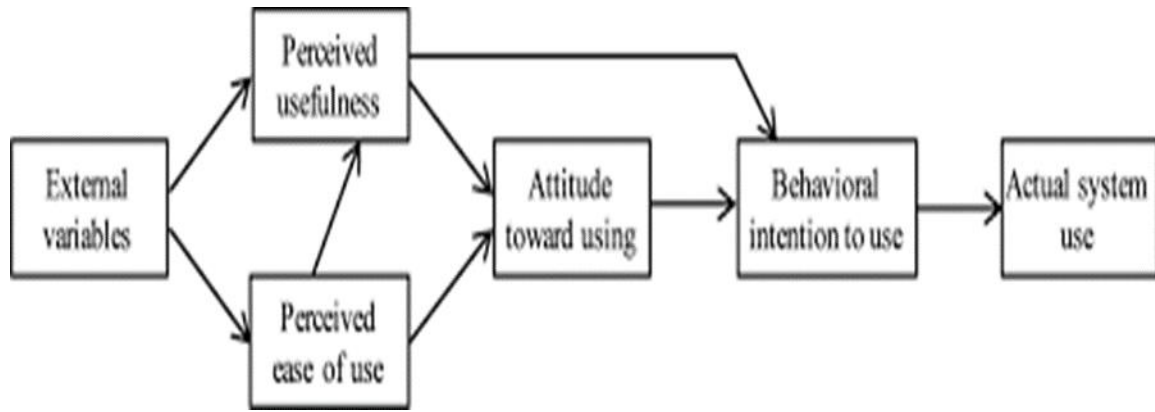 Perceived
usefulness
External
variables
Attitude
toward using
Behavioral
intention to use
Actual system
use
Perceived
ease of use